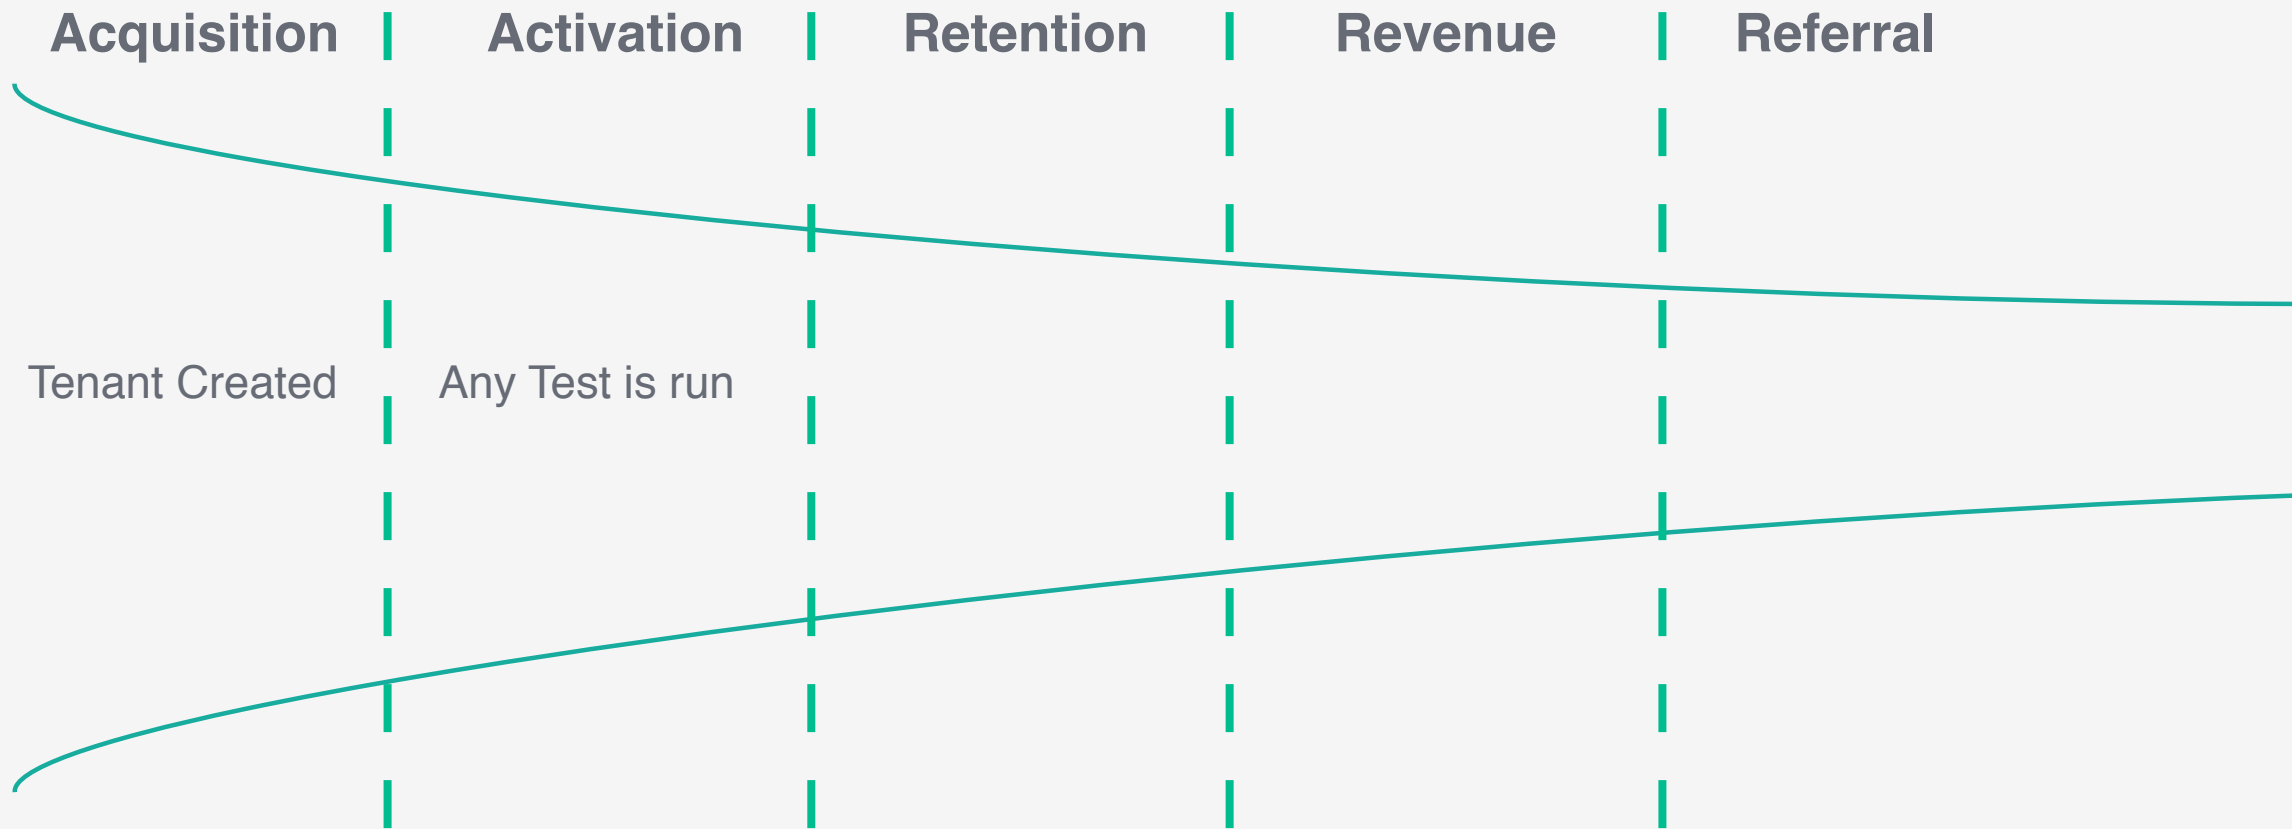 Acquisition
Activation
Retention
Revenue
Referral
Tenant Created
Any Test is run